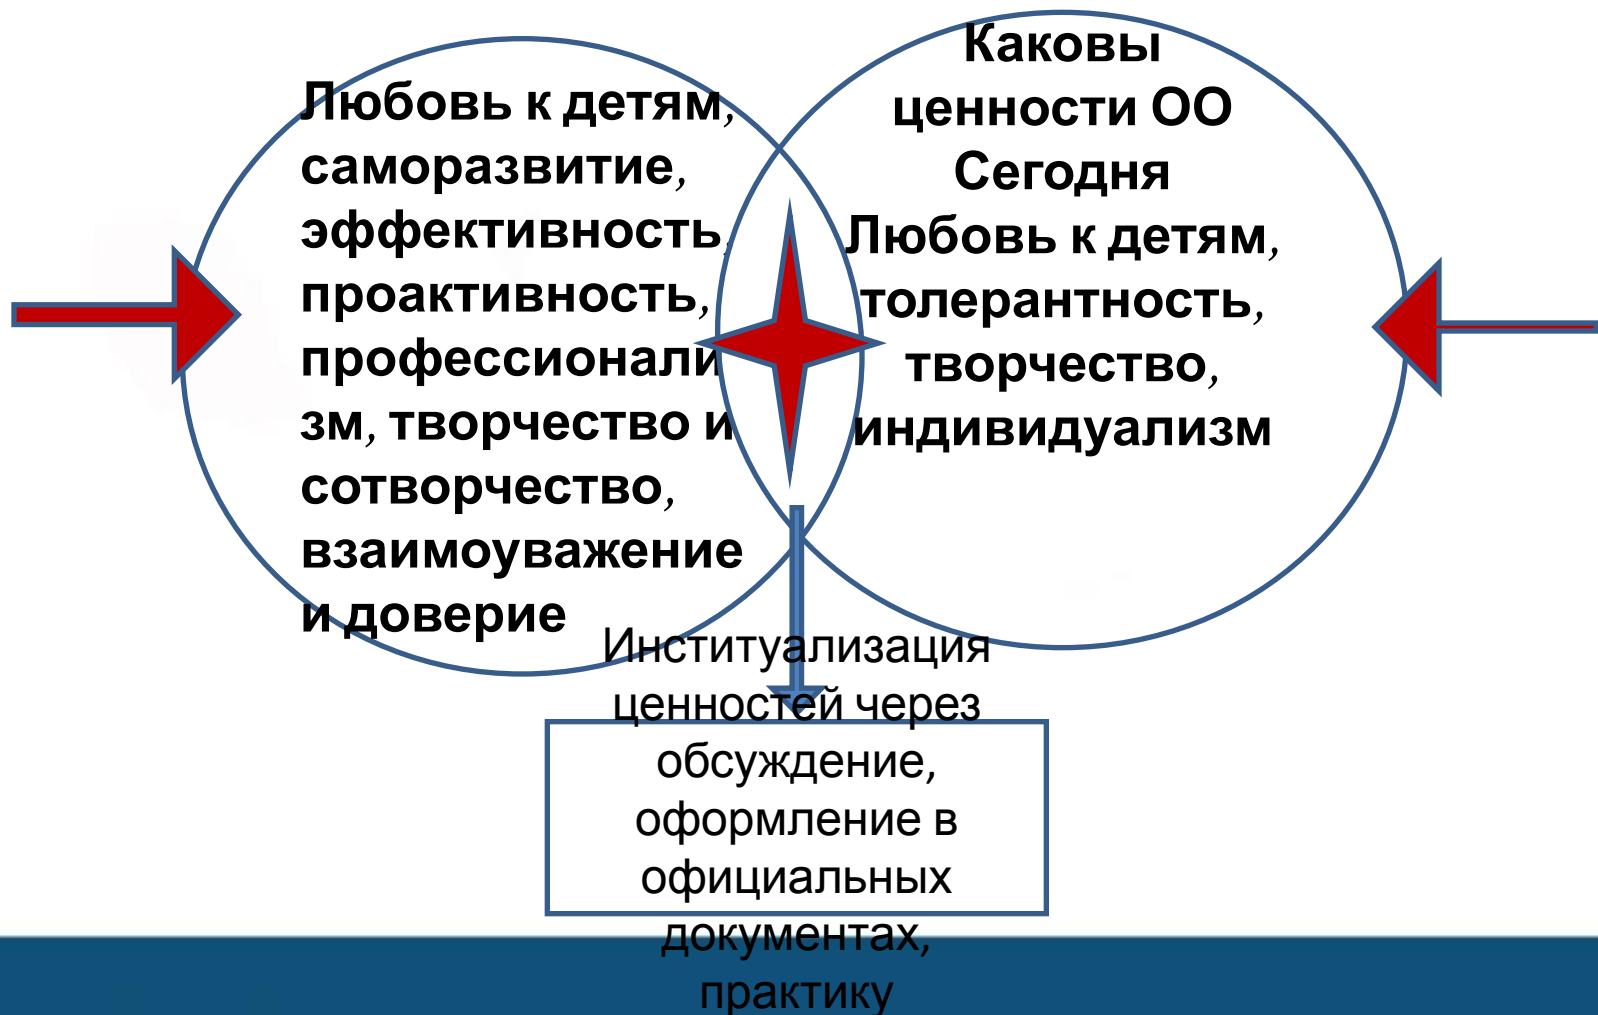 Любовь к детям,
саморазвитие,
эффективность,
проактивность,
профессионали
зм, творчество и
сотворчество,
взаимоуважение
и доверие
Каковы
ценности ОО
Сегодня
Любовь к детям,
толерантность,
творчество,
индивидуализм
Институализация
ценностей через
обсуждение,
оформление в
официальных
документах,
практику